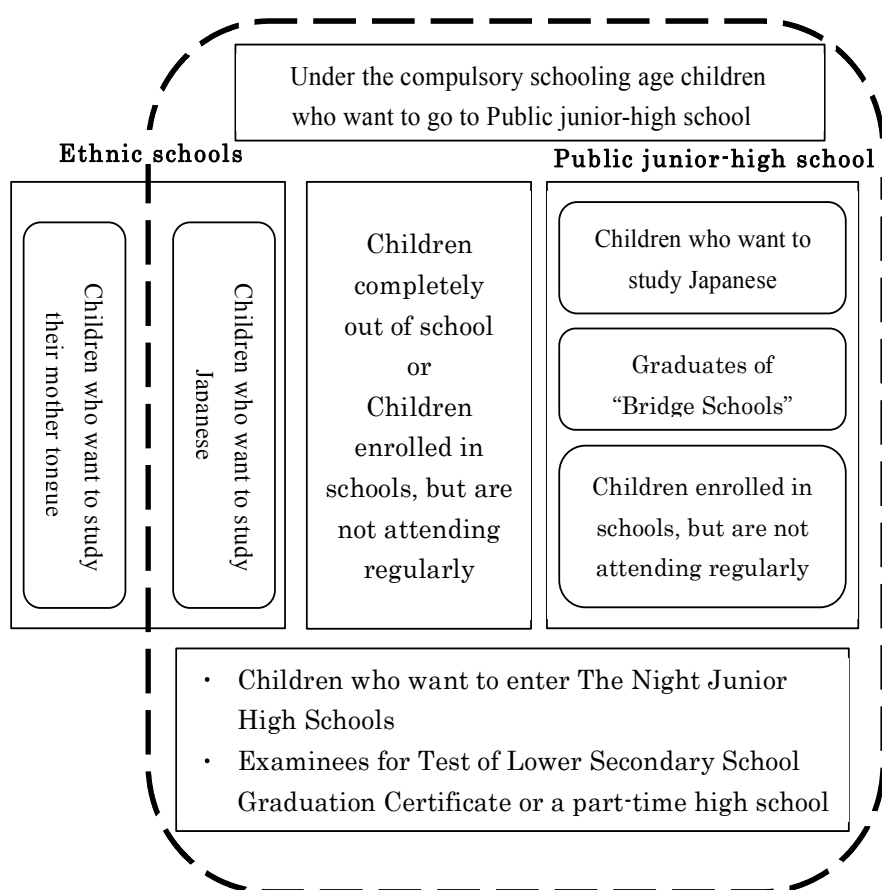 Under the compulsory schooling age children
who want to go to Public junior-high school
Ethnic schools
Public junior-high school
Children who want to study
their mother tongue
Children who want to study
Japanese
Children
completely
out of school
or
Children
enrolled in
schools, but are
not attending
regularly
Children who want to
study Japanese
Graduates of
“Bridge Schools”
Children enrolled in
schools, but are not
attending regularly
・ Children who want to enter The Night Junior
High Schools
・ Examinees for Test of Lower Secondary School
Graduation Certificate or a part-time high school